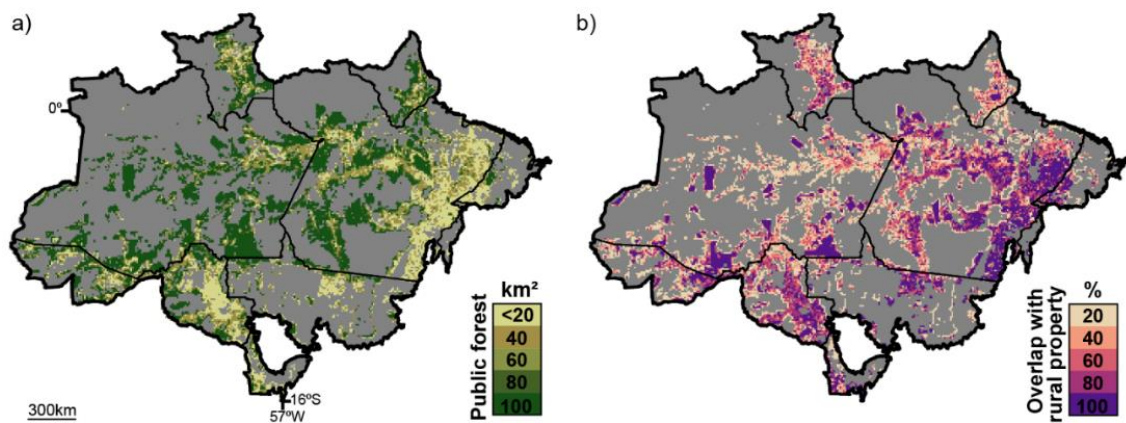 a)
0º
300km
16ºS
57ºW
Public forest
km²
<20
40
60
80
100
b)
Overlap with
rural property
%
20
40
60
80
100